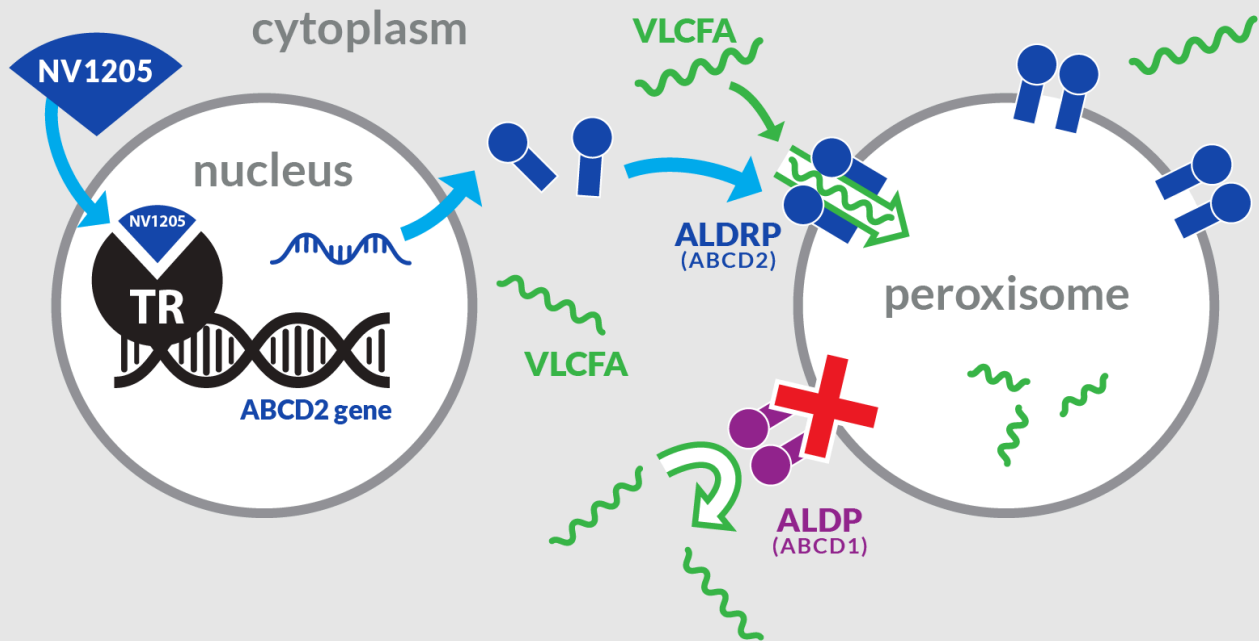 cytoplasm
NV1205
VLCFA
nucleus
NV1205
TR
ALDRP
(ABCD2)
peroxisome
VLCFA
ABCD2 gene
ALDP
(ABCD1)